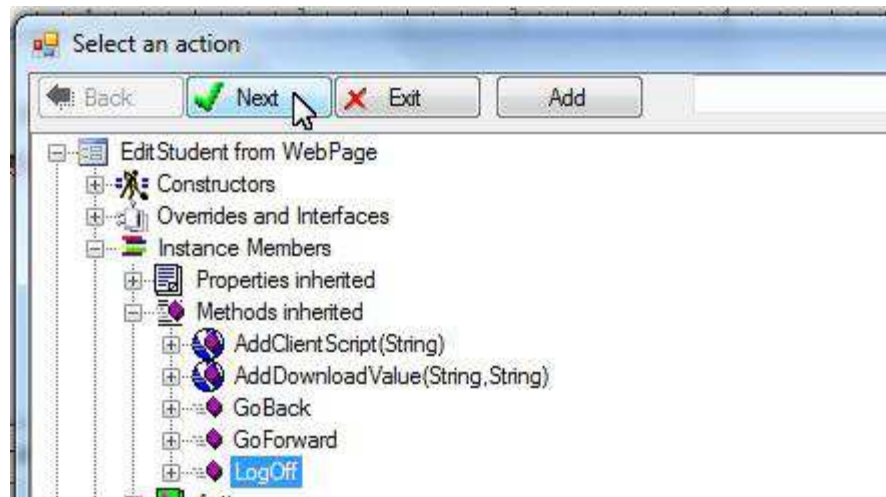 Select an action
Back Next Exit Add
EditStudent from WebPage
Constructors
Overrides and Interfaces
Instance Members
Properties inherited
Methods inherited
AddClientScript(String)
AddDownloadValue(String,String)
GoBack
GoForward
LogOff